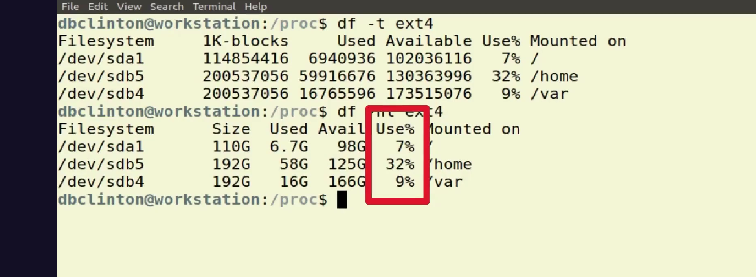 File Edit View Search Terminal Help
dbclinton@workstation:/proc$ df -t ext4
Filesystem 1K-blocks Used Available Use% Mounted on
/dev/sda1 114854416 6940936 102036116 7% /
/dev/sdb5 200537056 59916676 130363996 32% /home
/dev/sdb4 200537056 16765596 173515076 9% /var
dbclinton@workstation:/proc$ df -ht ext4
Filesystem Size Used Avail Use% Mounted on
/dev/sda1 110G 6.7G 98G 7% /
/dev/sdb5 192G 58G 125G 32% /home
/dev/sdb4 192G 16G 166G 9% /var
dbclinton@workstation:/proc$